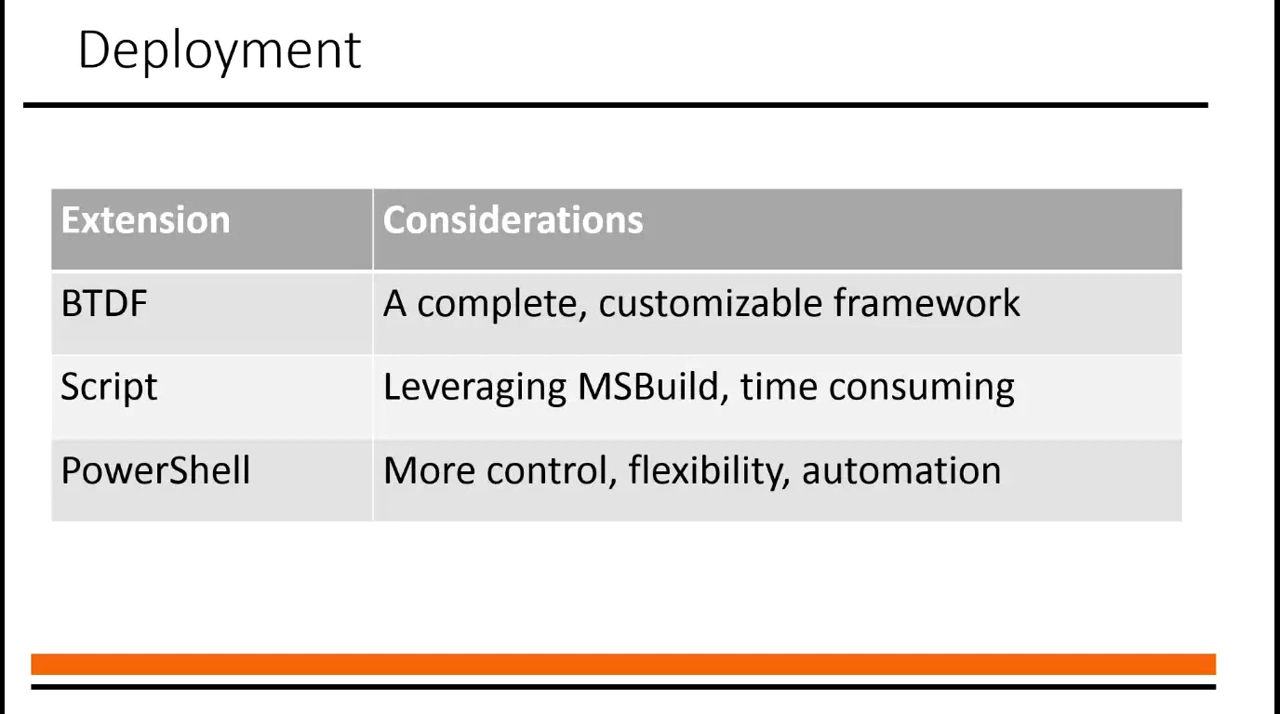 Deployment
Extension Considerations
BTDF A complete, customizable framework
Script Leveraging MSBuild, time consuming
PowerShell More control, flexibility, automation